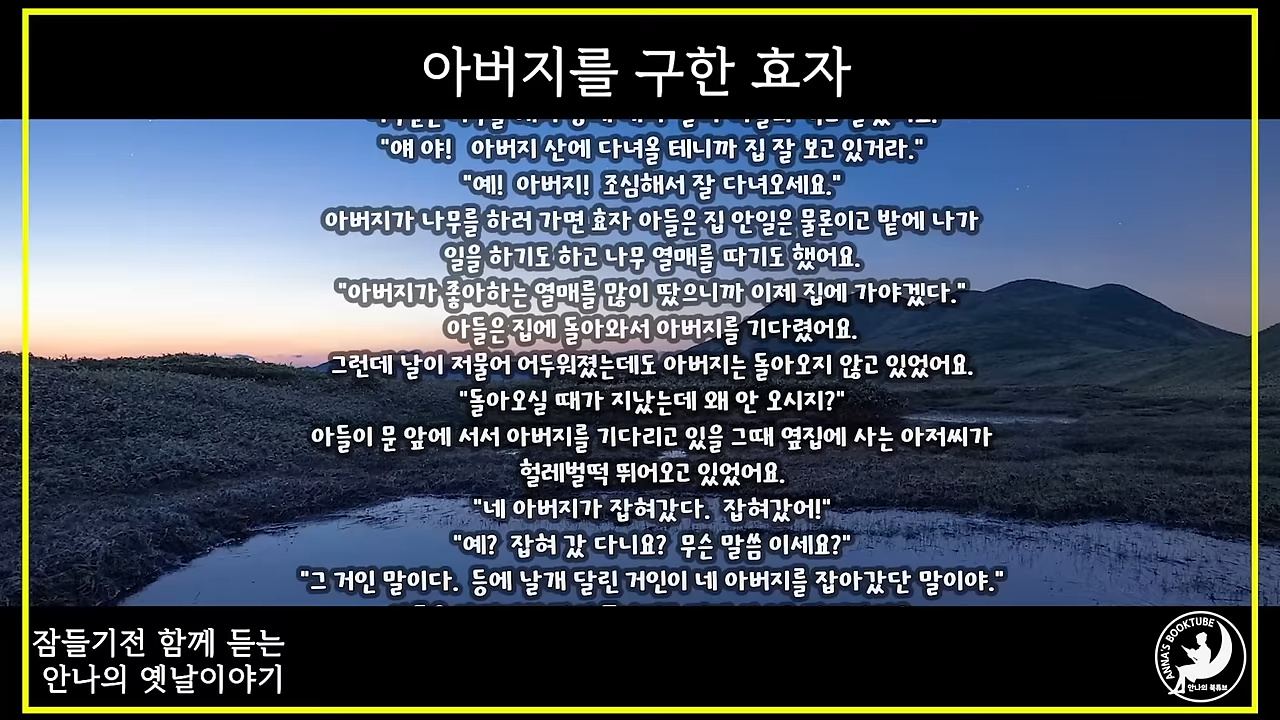 아버지를 구한 효자
"얘 야! 아버지 산에 다녀올 테니까 집 잘 보고 있거라."
"예! 아버지! 조심해서 잘 다녀오세요."
아버지가 나무를 하러 가면 효자 아들은 집 안일은 물론이고 밭에 나가
일을 하기도 하고 나무 열매를 따기도 했어요.
"아버지가 좋아하는 열매를 많이 땄으니까 이제 집에 가야겠다."
아들은 집에 돌아와서 아버지를 기다렸어요.
그런데 날이 저물어 어두워졌는데도 아버지는 돌아오지 않고 있었어요.
"돌아오실 때가 지났는데 왜 안 오시지?"
아들이 문 앞에 서서 아버지를 기다리고 있을 그때 옆집에 사는 아저씨가
헐레벌떡 뛰어오고 있었어요.
"네 아버지가 잡혀갔다. 잡혀갔어!"
"예? 잡혀 갔 다니요? 무슨 말씀 이세요?"
"그 거인 말이다. 등에 날개 달린 거인이 네 아버지를 잡아갔단 말이야."
잠들기전 함께 듣는
안나의 옛날이야기
ANNA'S BOOKTUBE
안나의 북튜브